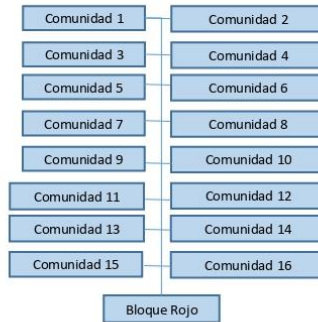 Comunidad 1
Comunidad 2
Comunidad 3
Comunidad 4
Comunidad 5
Comunidad 6
Comunidad 7
Comunidad 8
Comunidad 9
Comunidad 10
Comunidad 11
Comunidad 12
Comunidad 13
Comunidad 14
Comunidad 15
Comunidad 16
Bloque Rojo